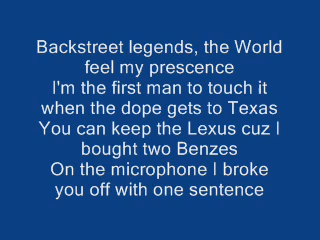 Backstreet legends, the World
feel my prescence
I'm the first man to touch it
when the dope gets to Texas
You can keep the Lexus cuz I
bought two Benzes
On the microphone I broke
you off with one sentence